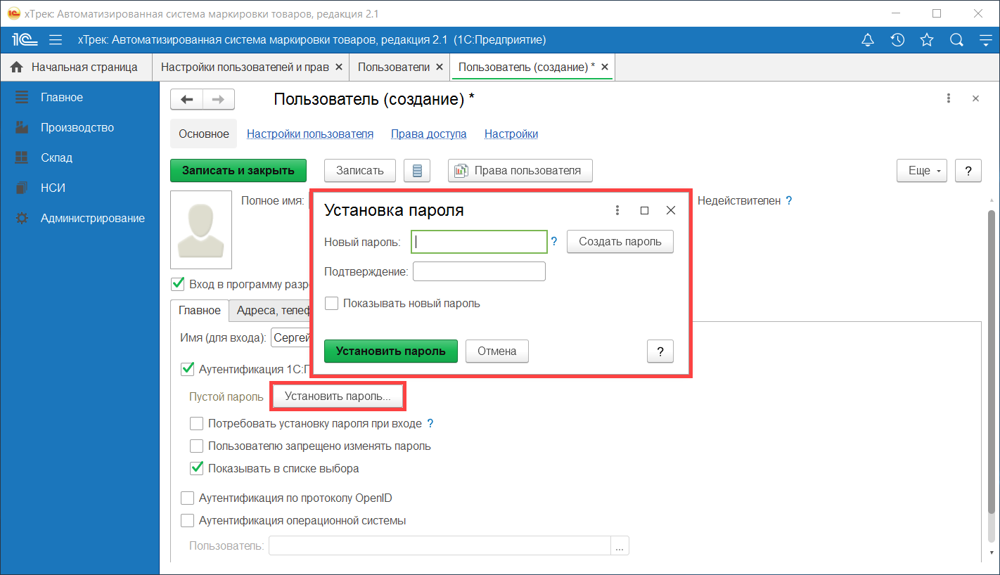 хТрек: Автоматизированная система маркировки товаров, редакция 2.1
хТрек: Автоматизированная система маркировки товаров, редакция 2.1 (1С:Предприятие)
Начальная страница Настройки пользователей и прав Пользователи Пользователь (создание) *
Главное
Производство
Склад
НСИ
Администрирование
Пользователь (создание) *
Основное Настройки пользователя Права доступа Настройки
Записать и закрыть Записать Права пользователя Еще ?
Полное имя: Недействителен ?
Установка пароля
Новый пароль: ? Создать пароль
Подтверждение:
Показывать новый пароль
Установить пароль Отмена ?
Вход в программу разр
Главное Адреса, телеф
Имя (для входа): Сергей
Аутентификация 1С:П
Пустой пароль Установить пароль...
Потребовать установку пароля при входе ?
Пользователю запрещено изменять пароль
Показывать в списке выбора
Аутентификация по протоколу OpenID
Аутентификация операционной системы
Пользователь: ...